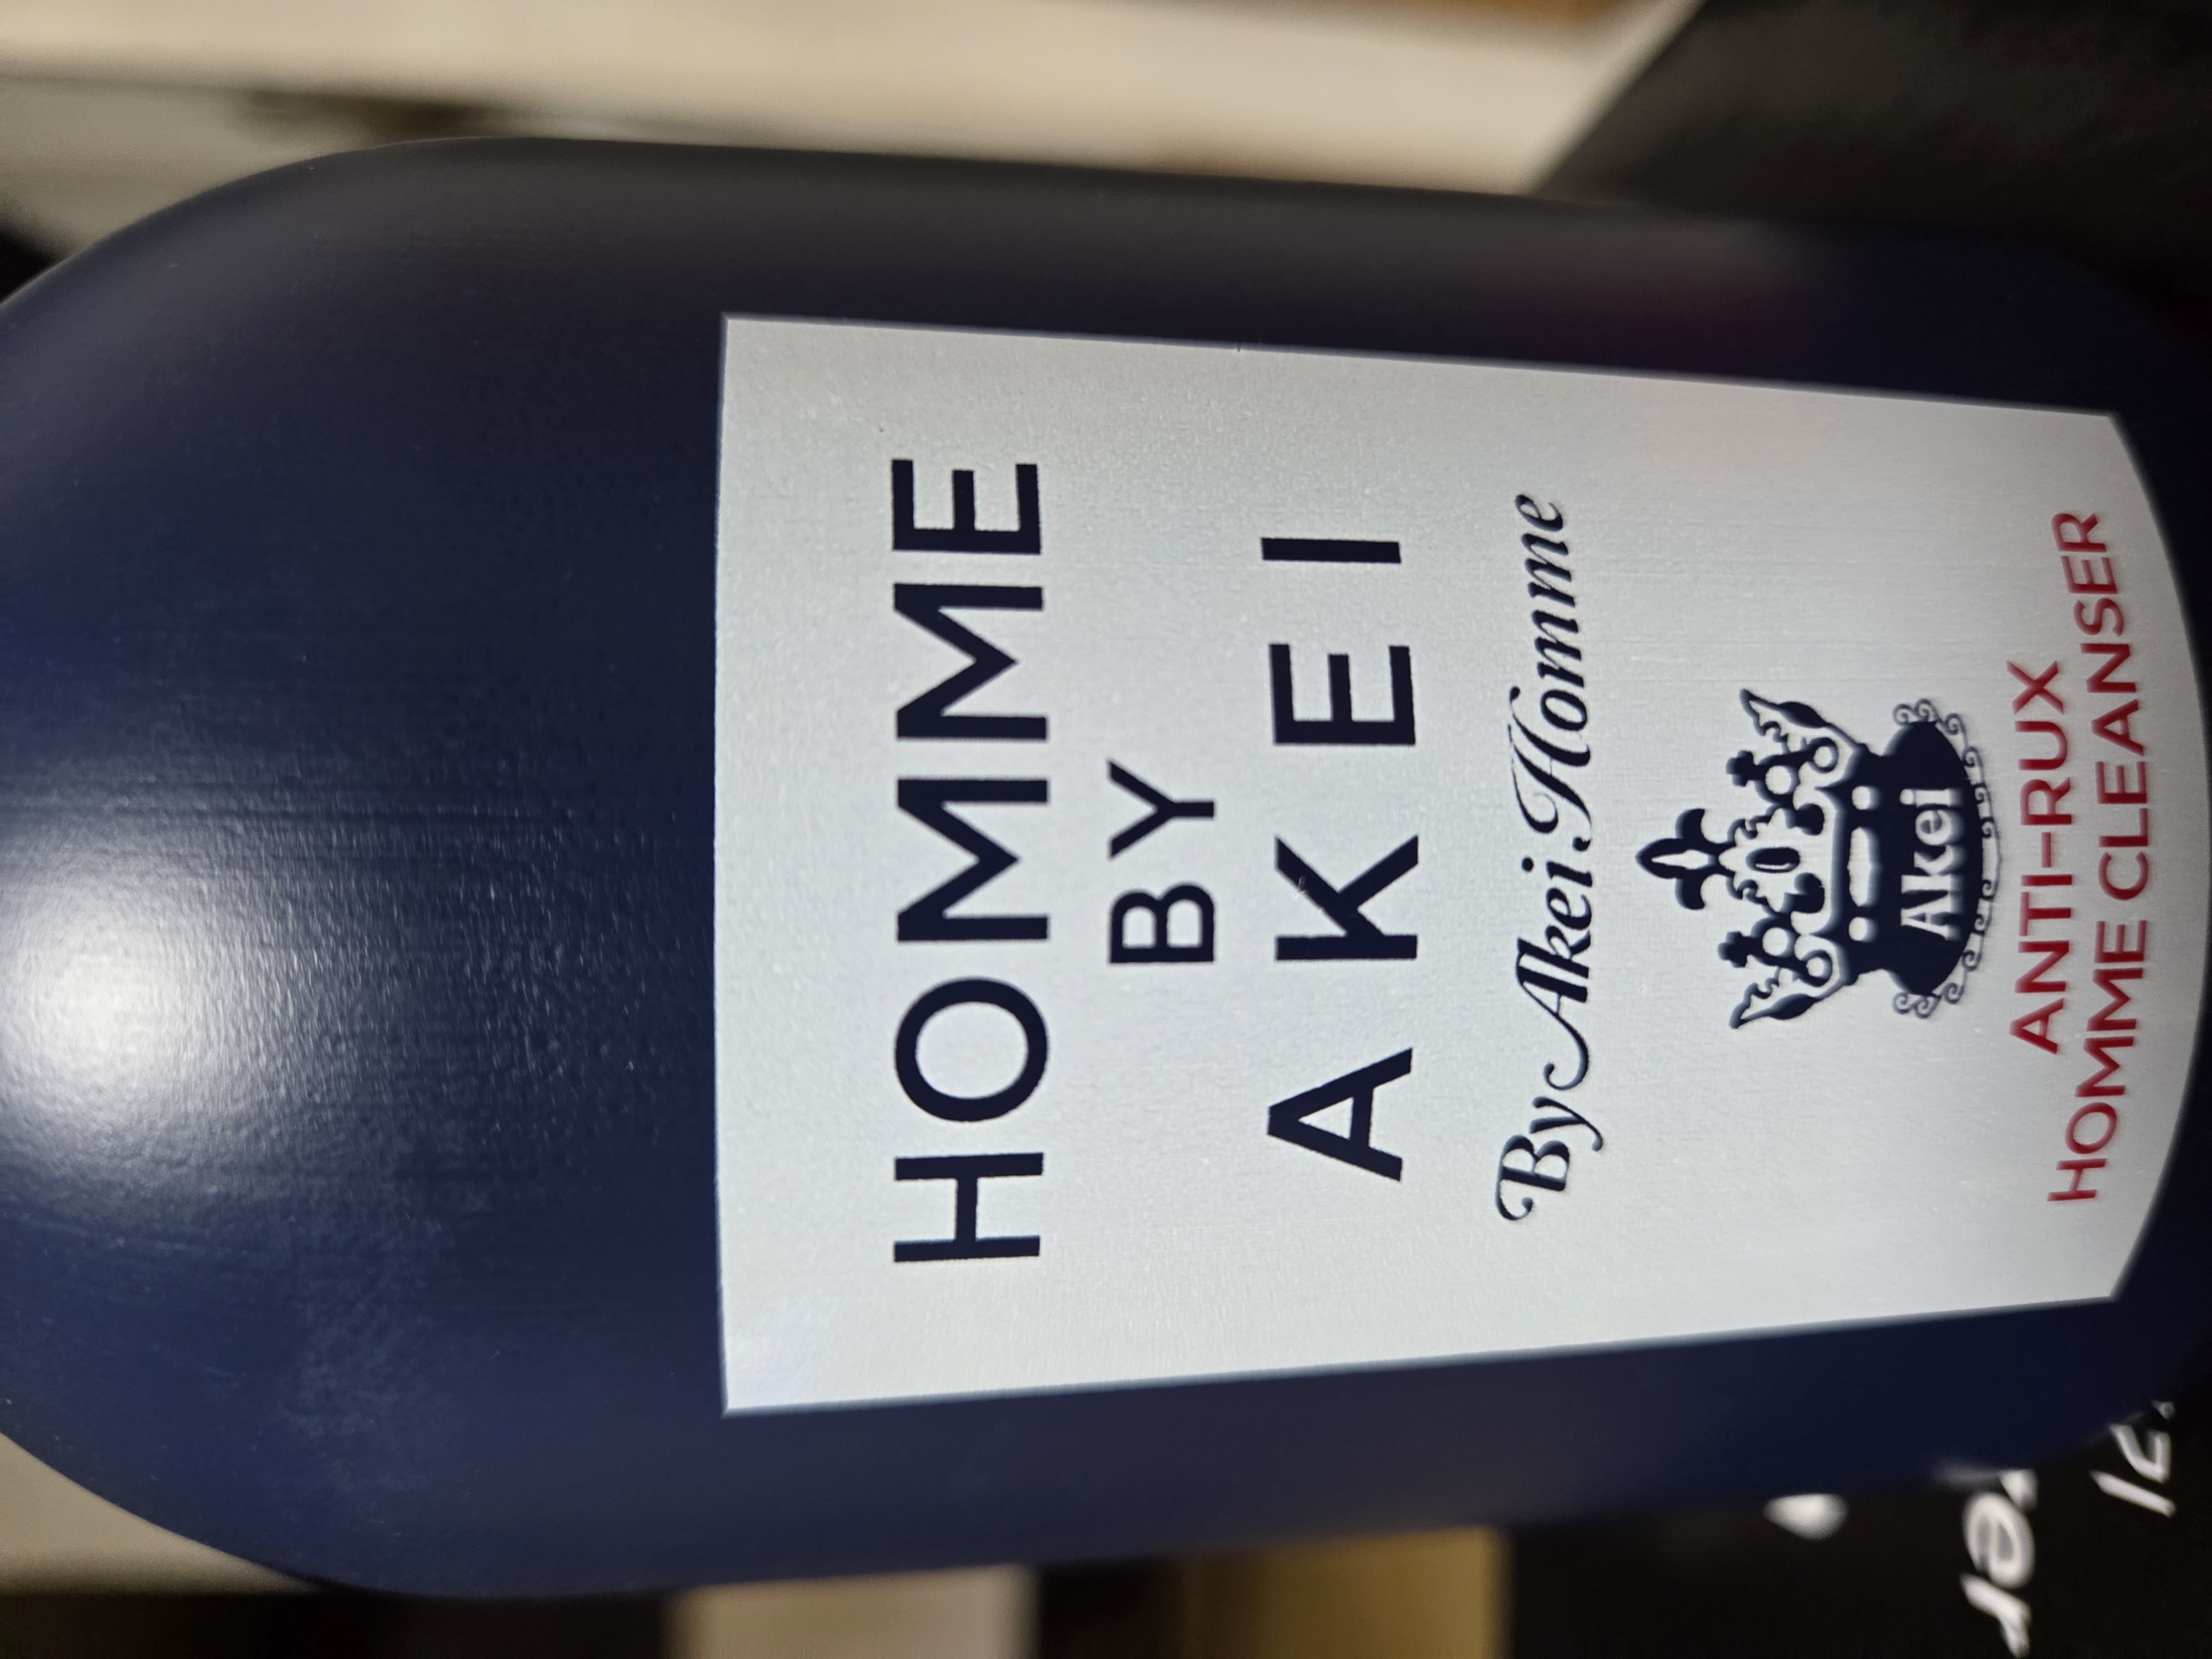 HOMME
BY
AKEI
By Akei.Homme
Akei
ANTI-RUX
HOMME CLEANSER